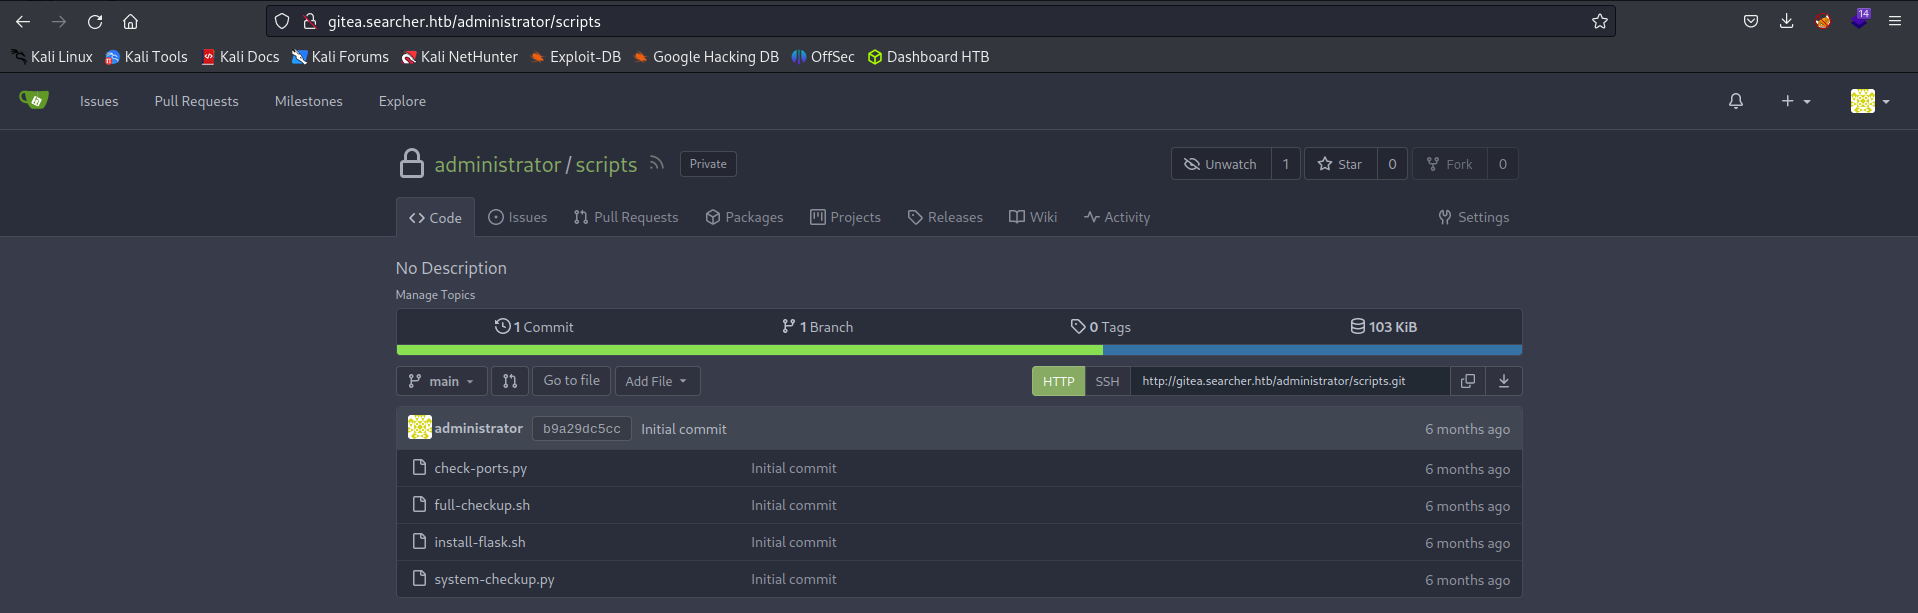 gitea.searcher.htb/administrator/scripts
14
Kali Linux Kali Tools Kali Docs Kali Forums Kali NetHunter Exploit-DB Google Hacking DB OffSec Dashboard HTB
Issues Pull Requests Milestones Explore
administrator/scripts Private Unwatch 1 Star 0 Fork 0
Code Issues Pull Requests Packages Projects Releases Wiki Activity Settings
No Description
Manage Topics
1 Commit 1 Branch 0 Tags 103 KiB
main Go to file Add File HTTP SSH http://gitea.searcher.htb/administrator/scripts.git
administrator b9a29dc5cc Initial commit 6 months ago
check-ports.py Initial commit 6 months ago
full-checkup.sh Initial commit 6 months ago
install-flask.sh Initial commit 6 months ago
system-checkup.py Initial commit 6 months ago